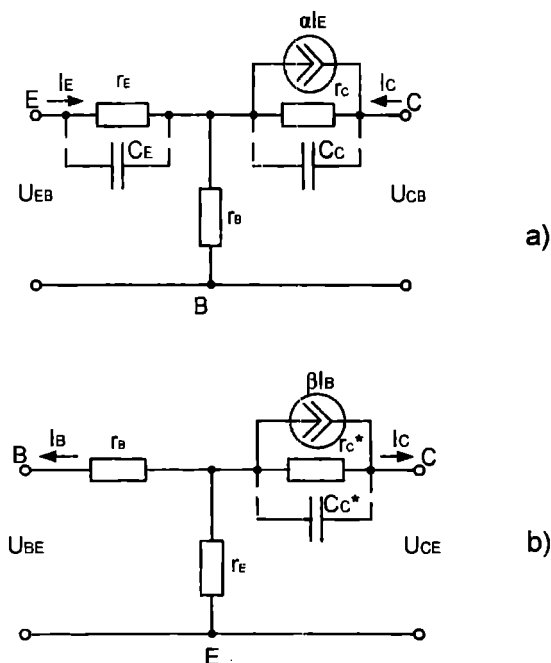 αIE
E IE rE rC IC C
CE CC
UEB rB UCB
a)
B
βIB
B IB rB rC* IC C
CC*
UBE rE UCE b)
E